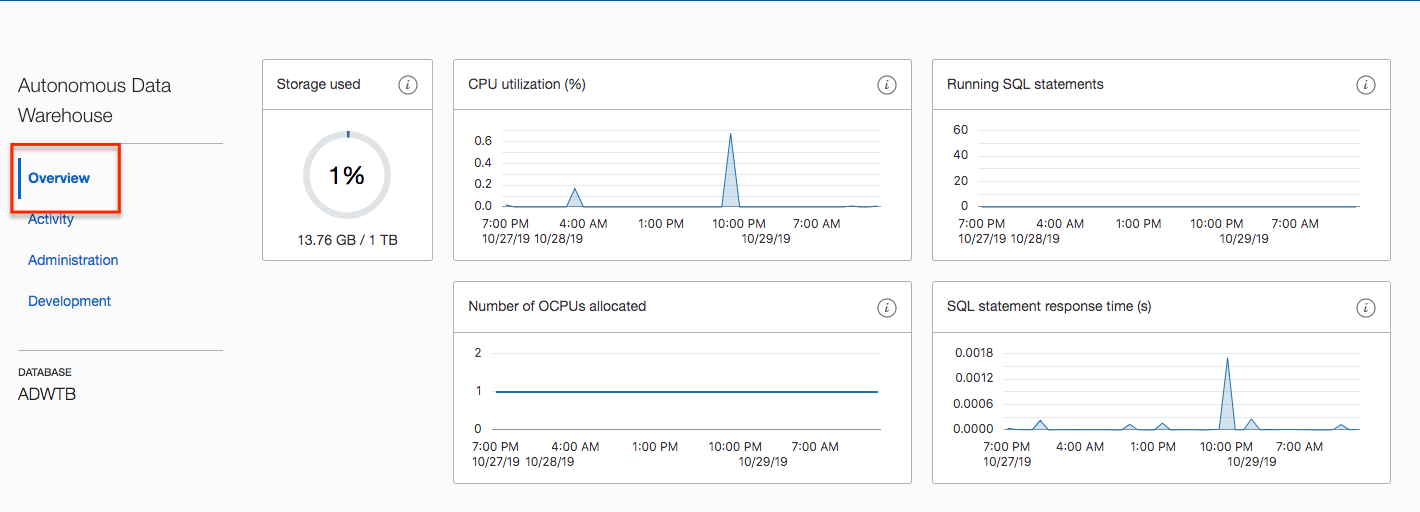 Autonomous Data
Warehouse
Overview
Activity
Administration
Development
DATABASE
ADWTB
Storage used
i
1%
13.76 GB / 1 TB
CPU utilization (%)
i
0.6
0.4
0.2
0.0
7:00 PM 4:00 AM 1:00 PM 10:00 PM 7:00 AM
10/27/19 10/28/19 10/29/19
Running SQL statements
i
60
40
20
0
7:00 PM 4:00 AM 1:00 PM 10:00 PM 7:00 AM
10/27/19 10/28/19 10/29/19
Number of OCPUs allocated
i
2
1
0
7:00 PM 4:00 AM 1:00 PM 10:00 PM 7:00 AM
10/27/19 10/28/19 10/29/19
SQL statement response time (s)
i
0.0018
0.0012
0.0006
0.0000
7:00 PM 4:00 AM 1:00 PM 10:00 PM 7:00 AM
10/27/19 10/29/19